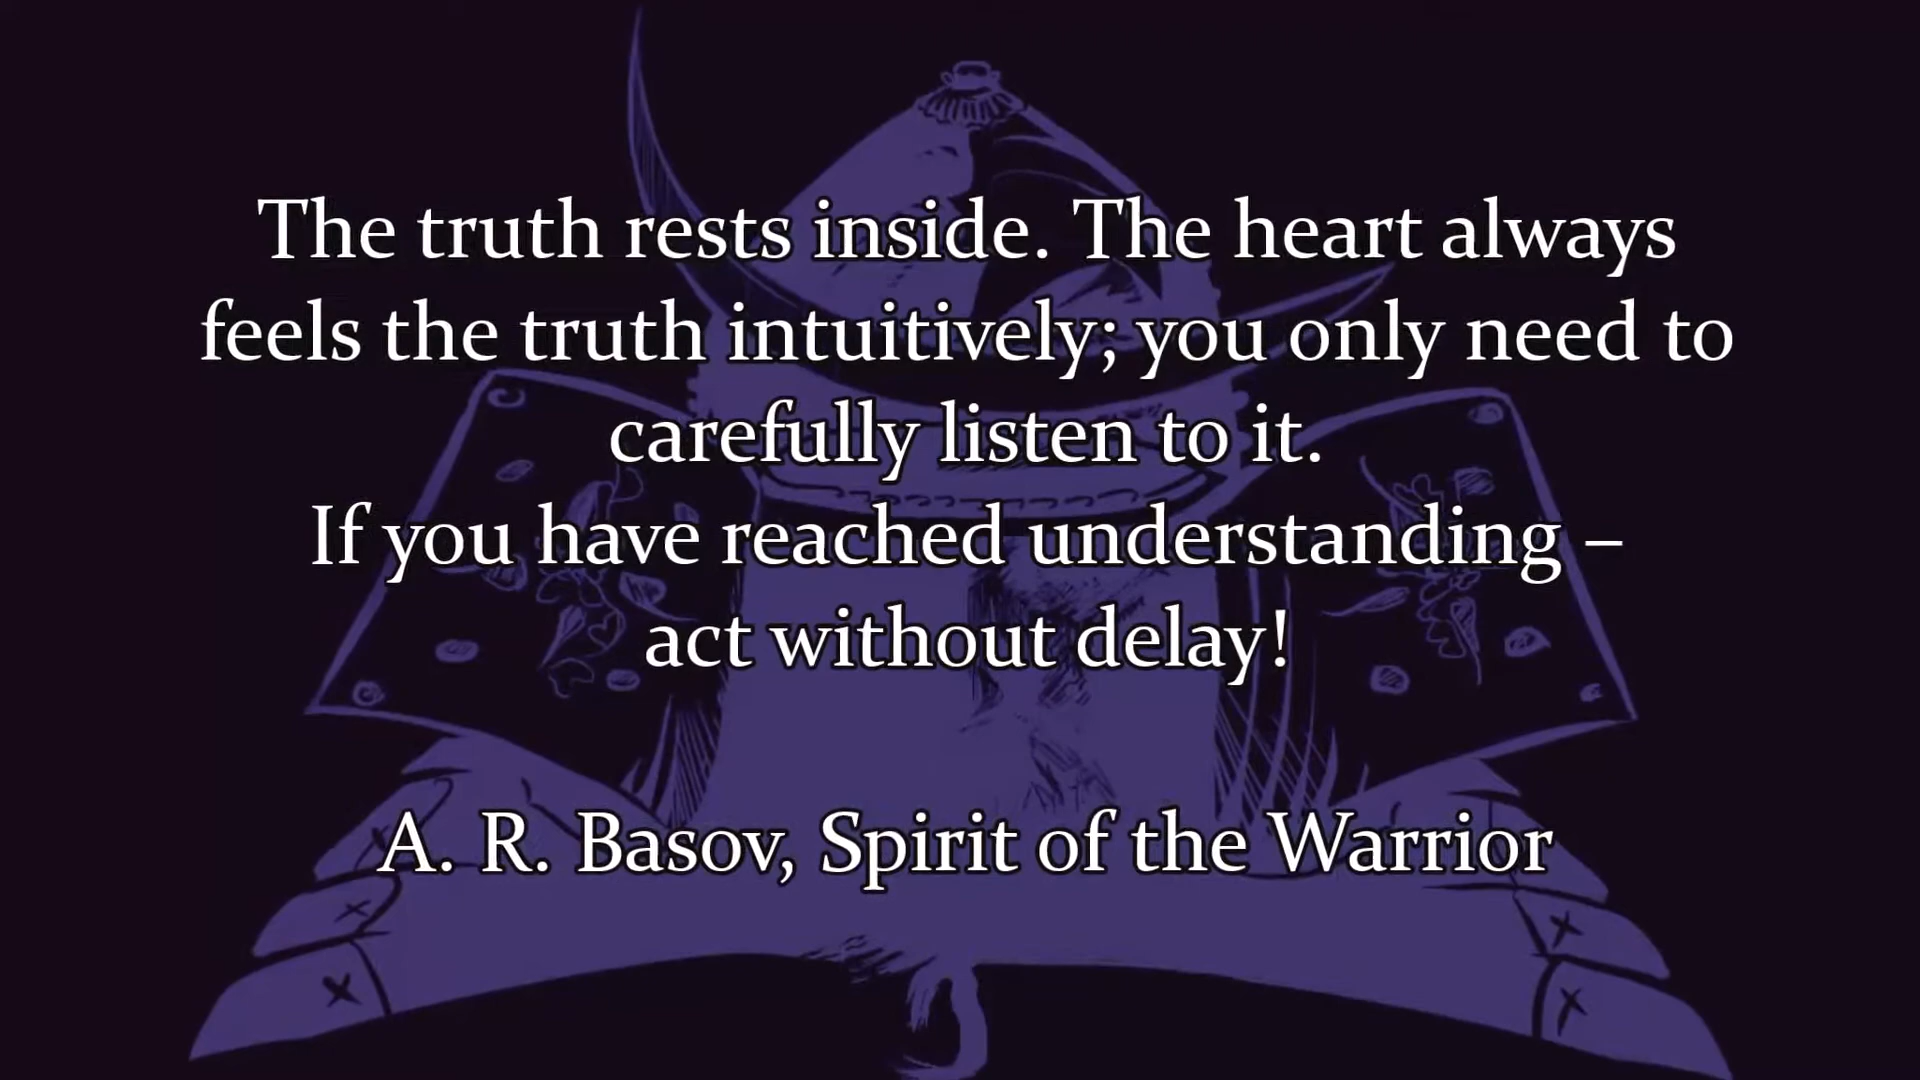 The truth rests inside. The heart always
feels the truth intuitively; you only need to
carefully listen to it.
If you have reached understanding –
act without delay!
A. R. Basov, Spirit of the Warrior